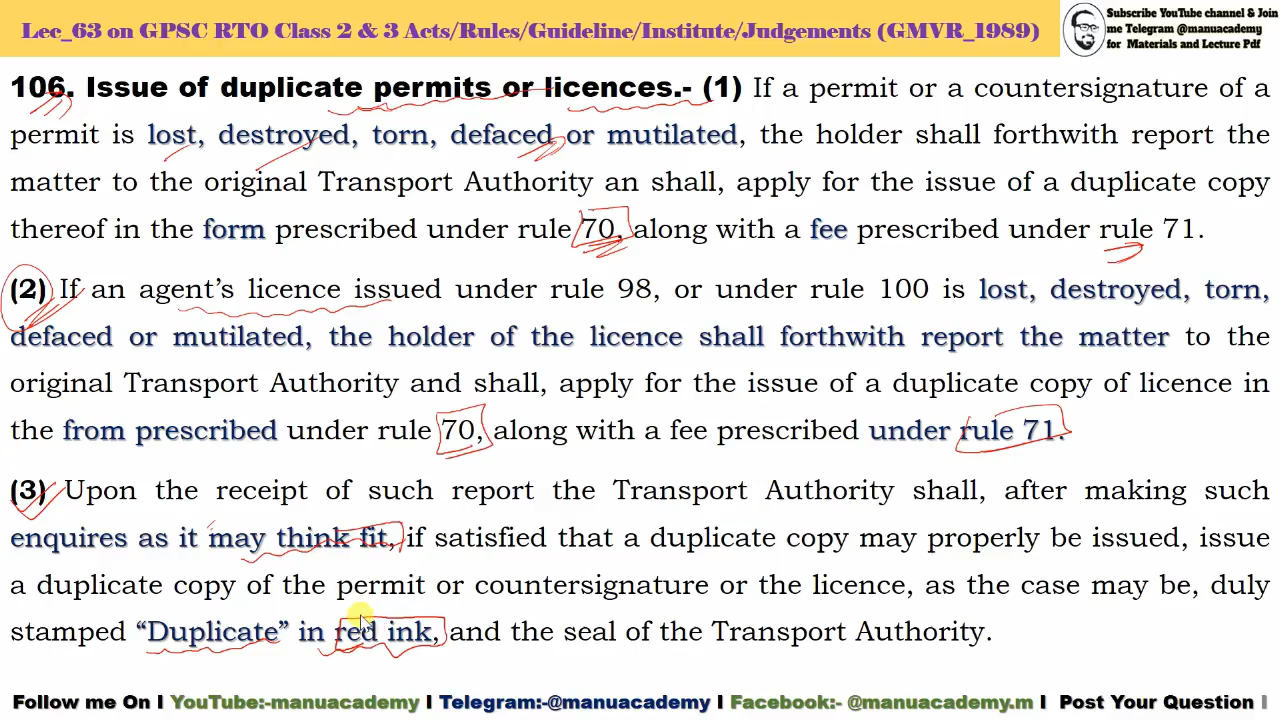 Lec_63 on GPSC RTO Class 2 & 3 Acts/Rules/Guideline/Institute/Judgements (GMVR_1989)
Subscribe YouTube channel & Join
me Telegram @manuacademy
for Materials and Lecture Pdf
106. Issue of duplicate permits or licences.- (1) If a permit or a countersignature of a
permit is lost, destroyed, torn, defaced or mutilated, the holder shall forthwith report the
matter to the original Transport Authority an shall, apply for the issue of a duplicate copy
thereof in the form prescribed under rule 70, along with a fee prescribed under rule 71.
(2) If an agent’s licence issued under rule 98, or under rule 100 is lost, destroyed, torn,
defaced or mutilated, the holder of the licence shall forthwith report the matter to the
original Transport Authority and shall, apply for the issue of a duplicate copy of licence in
the from prescribed under rule 70, along with a fee prescribed under rule 71.
(3) Upon the receipt of such report the Transport Authority shall, after making such
enquires as it may think fit, if satisfied that a duplicate copy may properly be issued, issue
a duplicate copy of the permit or countersignature or the licence, as the case may be, duly
stamped “Duplicate” in red ink, and the seal of the Transport Authority.
Follow me On I YouTube:-manuacademy I Telegram:-@manuacademy I Facebook:- @manuacademy.m I Post Your Question I